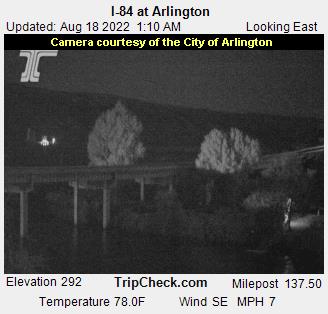 I-84 at Arlington
Updated: Aug 18 2022 1:10 AM Looking East
Camera courtesy of the City of Arlington
Elevation 292 TripCheck.com Milepost 137.50
Temperature 78.0F Wind SE MPH 7